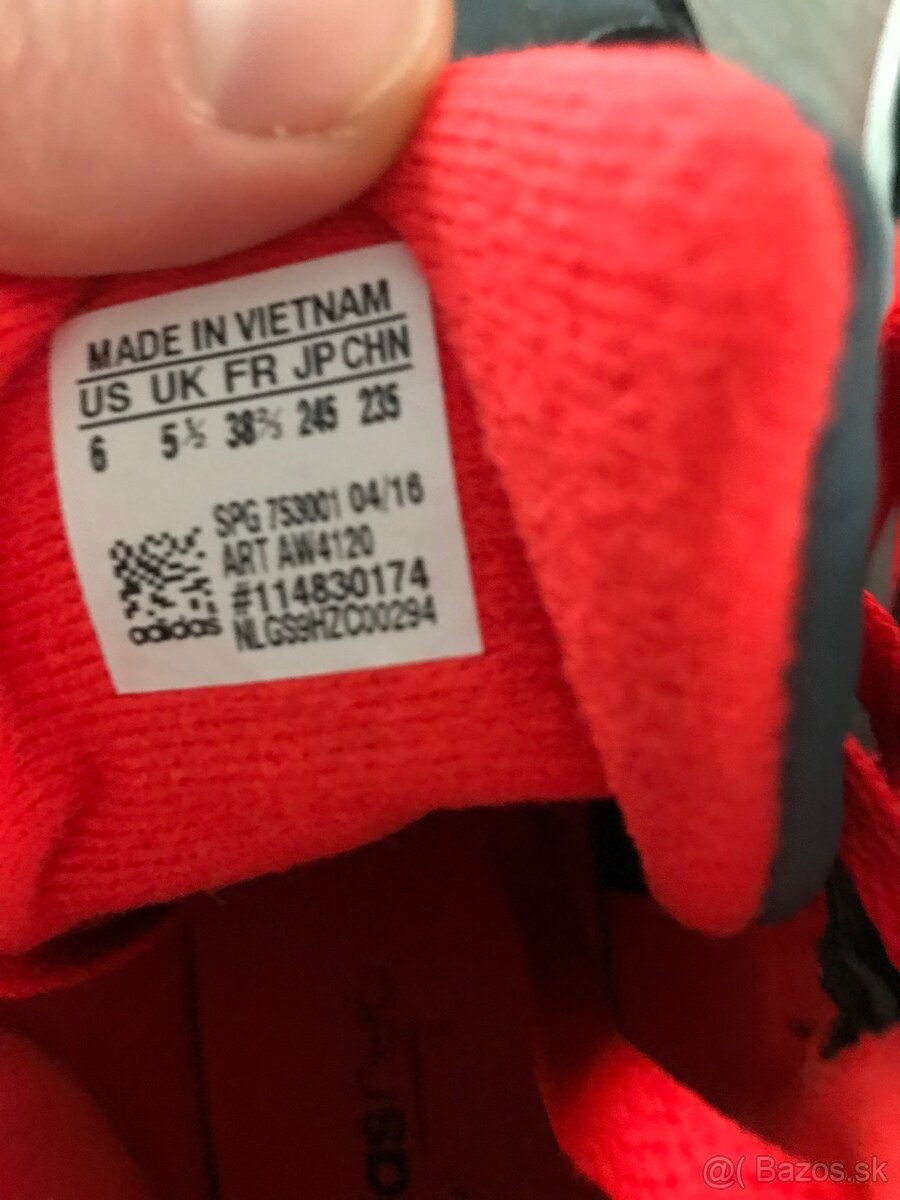 MADE IN VIETNAM
US UK FR JP CHN
6 5½ 38⅔ 245 235
SPG 753001 04/16
ART AW4120
#114830174
NLGS9HZC00294
adidas
@( Bazos.sk